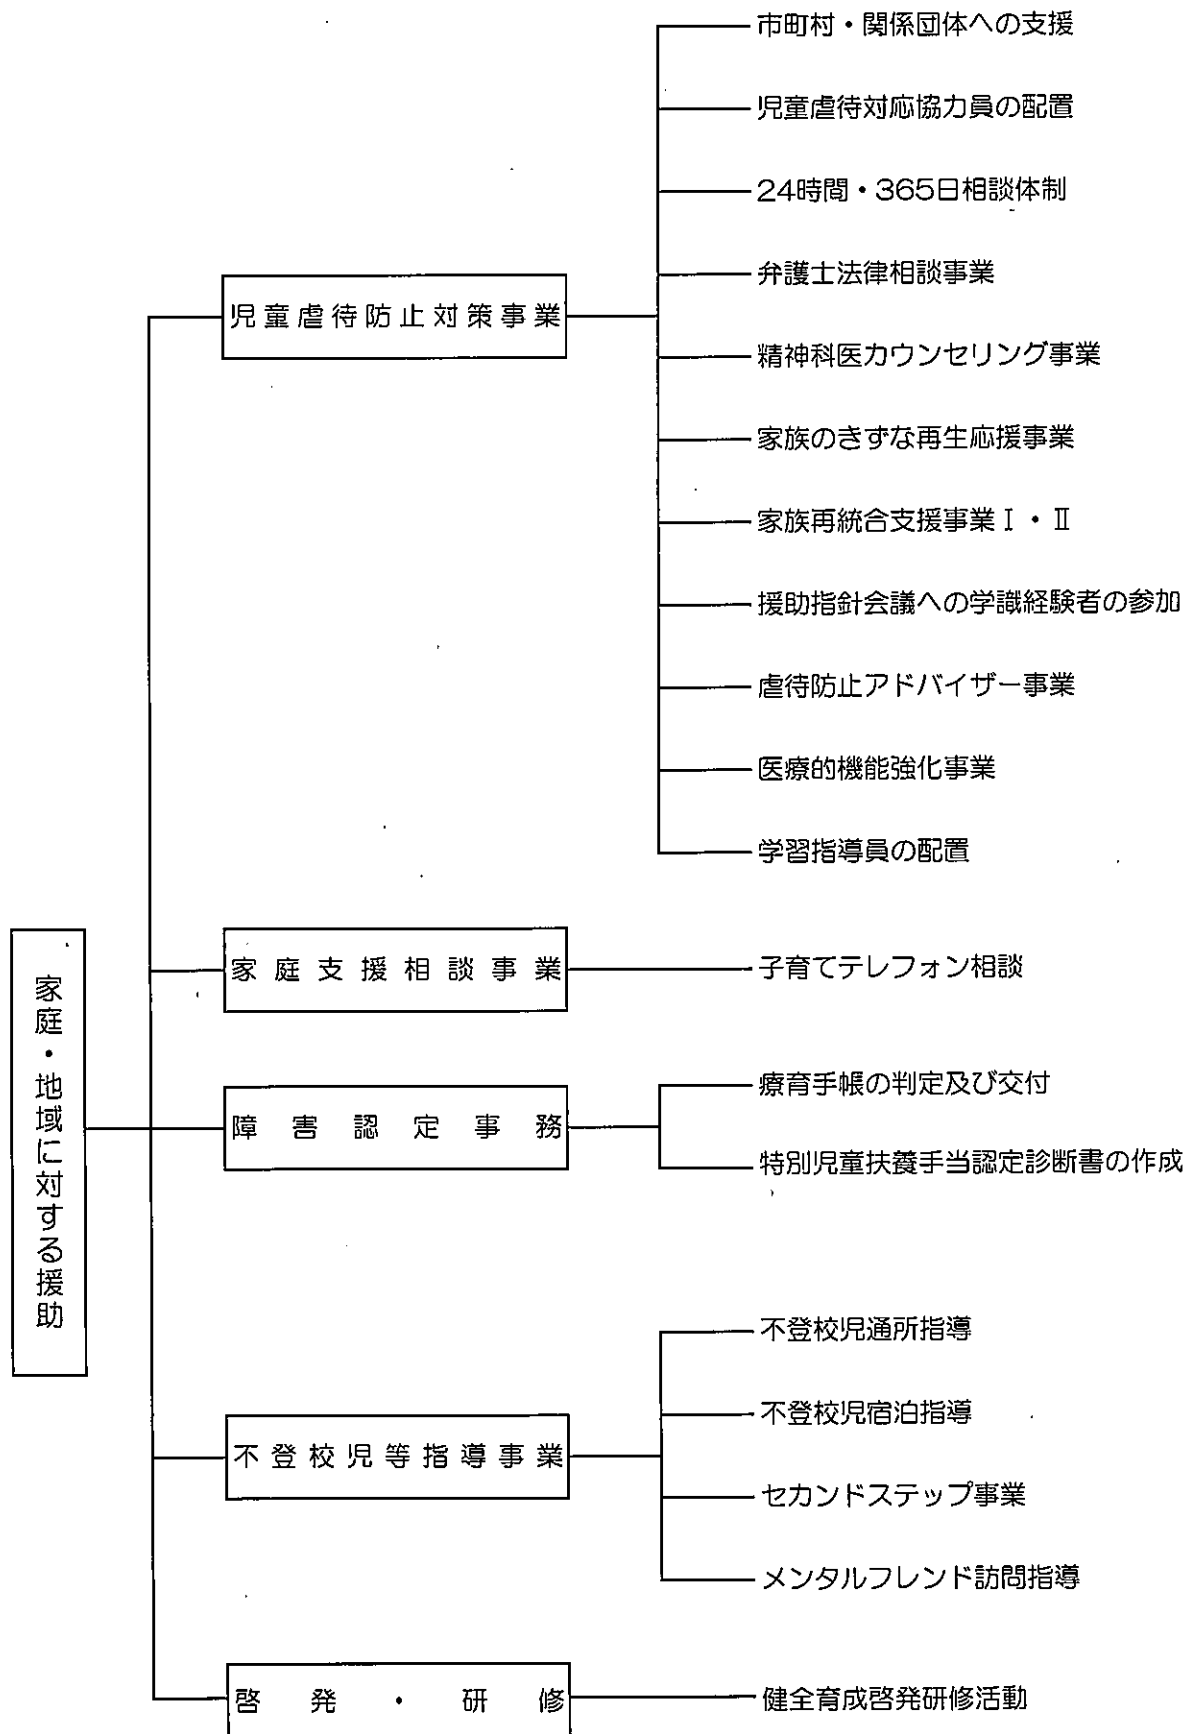 家庭・地域に対する援助
児童虐待防止対策事業
市町村・関係団体への支援
児童虐待対応協力員の配置
24時間・365日相談体制
弁護士法律相談事業
精神科医カウンセリング事業
家族のきずな再生応援事業
家族再統合支援事業Ⅰ・Ⅱ
援助指針会議への学識経験者の参加
虐待防止アドバイザー事業
医療的機能強化事業
学習指導員の配置
家庭支援相談事業
子育てテレフォン相談
障害認定事務
療育手帳の判定及び交付
特別児童扶養手当認定診断書の作成
不登校児等指導事業
不登校児通所指導
不登校児宿泊指導
セカンドステップ事業
メンタルフレンド訪問指導
啓発・研修
健全育成啓発研修活動